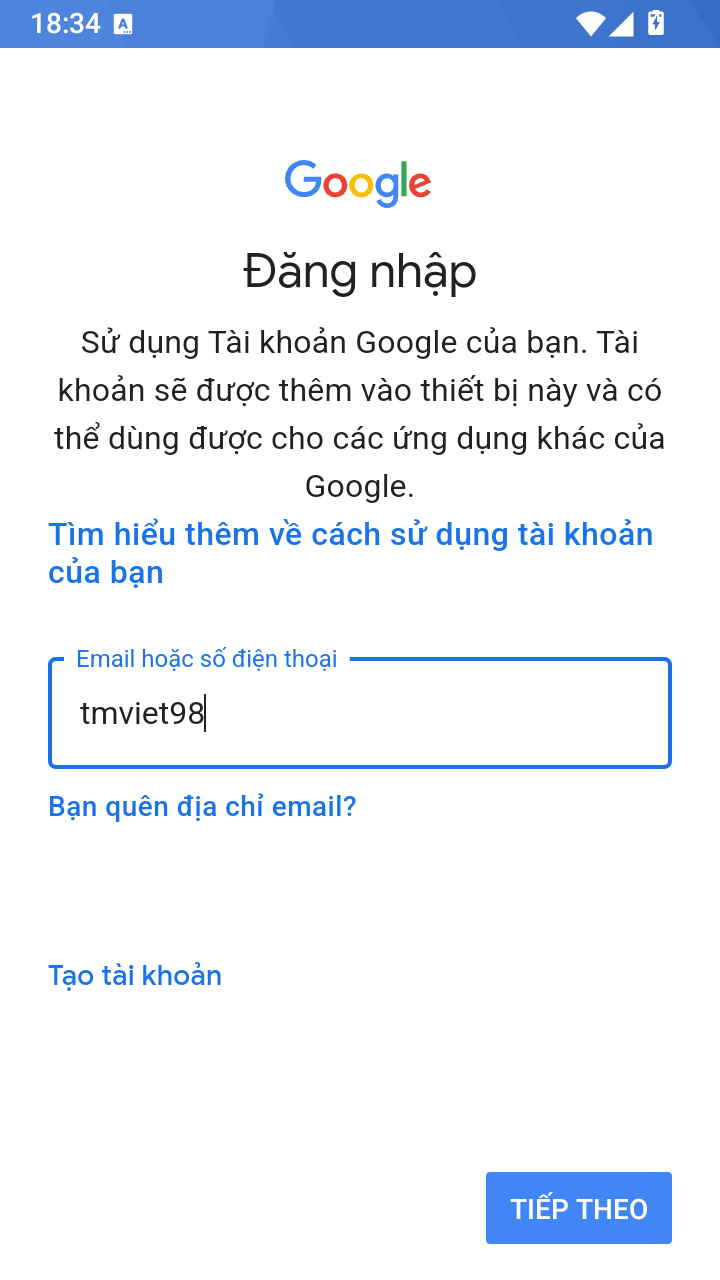 18:34
Google
Đăng nhập
Sử dụng Tài khoản Google của bạn. Tài
khoản sẽ được thêm vào thiết bị này và có
thể dùng được cho các ứng dụng khác của
Google.
Tìm hiểu thêm về cách sử dụng tài khoản
của bạn
Email hoặc số điện thoại
tmviet98
Bạn quên địa chỉ email?
Tạo tài khoản
TIẾP THEO